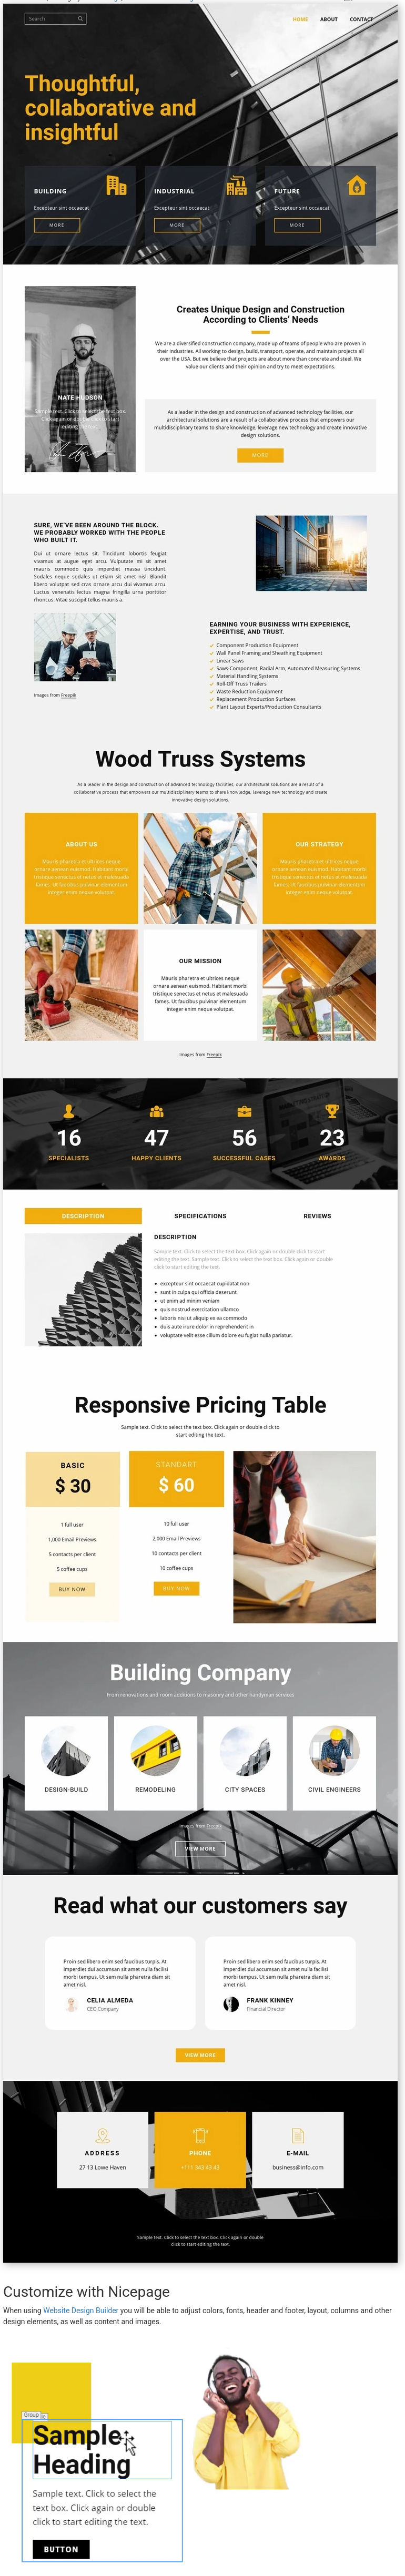 Search
HOME ABOUT CONTACT
Thoughtful,
collaborative and
insightful
BUILDING
Excepteur sint occaecat
MORE
INDUSTRIAL
Excepteur sint occaecat
MORE
FUTURE
Excepteur sint occaecat
MORE
NATE HUDSON
Sample text. Click to select the text box.
Click again or double click to start
editing the text.
Creates Unique Design and Construction
According to Clients' Needs
We are a diversified construction company, made up of teams of people who are proven in
their industries. All working to design, build, transport, operate, and maintain projects all
over the USA. But we believe that projects are about more than concrete and steel. We
value our clients and their opinion and try to meet expectations.
As a leader in the design and construction of advanced technology facilities, our
architectural solutions are a result of a collaborative process that empowers our
multidisciplinary teams to share knowledge, leverage new technology and create innovative
design solutions.
MORE
SURE, WE'VE BEEN AROUND THE BLOCK.
WE PROBABLY WORKED WITH THE PEOPLE
WHO BUILT IT.
Dui ut ornare lectus sit. Tincidunt lobortis feugiat
vivamus at augue eget arcu. Vulputate mi sit amet
mauris commodo quis imperdiet massa tincidunt.
Sodales neque sodales ut etiam sit amet nisl. Blandit
libero volutpat sed cras ornare arcu dui vivamus arcu.
Luctus venenatis lectus magna fringilla urna porttitor
rhoncus. Vitae suscipit tellus mauris a.
Images from Freepik
EARNING YOUR BUSINESS WITH EXPERIENCE,
EXPERTISE, AND TRUST.
Component Production Equipment
Wall Panel Framing and Sheathing Equipment
Linear Saws
Saws-Component, Radial Arm, Automated Measuring Systems
Material Handling Systems
Roll-Off Truss Trailers
Waste Reduction Equipment
Replacement Production Surfaces
Plant Layout Experts/Production Consultants
Wood Truss Systems
As a leader in the design and construction of advanced technology facilities, our architectural solutions are a result of a
collaborative process that empowers our multidisciplinary teams to share knowledge, leverage new technology and create
innovative design solutions.
ABOUT US
Mauris pharetra et ultrices neque
ornare aenean euismod. Habitant morbi
tristique senectus et netus et malesuada
fames. Ut faucibus pulvinar elementum
integer enim neque volutpat.
OUR STRATEGY
Mauris pharetra et ultrices neque
ornare aenean euismod. Habitant morbi
tristique senectus et netus et malesuada
fames. Ut faucibus pulvinar elementum
integer enim neque volutpat.
OUR MISSION
Mauris pharetra et ultrices neque
ornare aenean euismod. Habitant morbi
tristique senectus et netus et malesuada
fames. Ut faucibus pulvinar elementum
integer enim neque volutpat.
Images from Freepik
16 47 56 23
SPECIALISTS HAPPY CLIENTS SUCCESSFUL CASES AWARDS
DESCRIPTION SPECIFICATIONS REVIEWS
DESCRIPTION
Sample text. Click to select the text box. Click again or double click to start
editing the text. Sample text. Click to select the text box. Click again or double
click to start editing the text.
excepteur sint occaecat cupidatat non
sunt in culpa qui officia deserunt
ut enim ad minim veniam
quis nostrud exercitation ullamco
laboris nisi ut aliquip ex ea commodo
duis aute irure dolor in reprehenderit in
voluptate velit esse cillum dolore eu fugiat nulla pariatur.
Responsive Pricing Table
Sample text. Click to select the text box. Click again or double click to
start editing the text.
BASIC
$ 30
1 full user
1,000 Email Previews
5 contacts per client
5 coffee cups
BUY NOW
STANDART
$ 60
10 full user
2,000 Email Previews
10 contacts per client
10 coffee cups
BUY NOW
Building Company
From renovations and room additions to masonry and other handyman services
DESIGN-BUILD REMODELING CITY SPACES CIVIL ENGINEERS
Images from Freepik
VIEW MORE
Read what our customers say
Proin sed libero enim sed faucibus turpis. At
imperdiet dui accumsan sit amet nulla facilisi
morbi tempus. Ut sem nulla pharetra diam sit
amet nisl.
CELIA ALMEDA
CEO Company
Proin sed libero enim sed faucibus turpis. At
imperdiet dui accumsan sit amet nulla facilisi
morbi tempus. Ut sem nulla pharetra diam sit
amet nisl.
FRANK KINNEY
Financial Director
VIEW MORE
ADDRESS
27 13 Lowe Haven
PHONE
+111 343 43 43
E-MAIL
business@info.com
Sample text. Click to select the text box. Click again or double
click to start editing the text.
Customize with Nicepage
When using Website Design Builder you will be able to adjust colors, fonts, header and footer, layout, columns and other
design elements, as well as content and images.
Group
Sample
Heading
Sample text. Click to select the
text box. Click again or double
click to start editing the text.
BUTTON